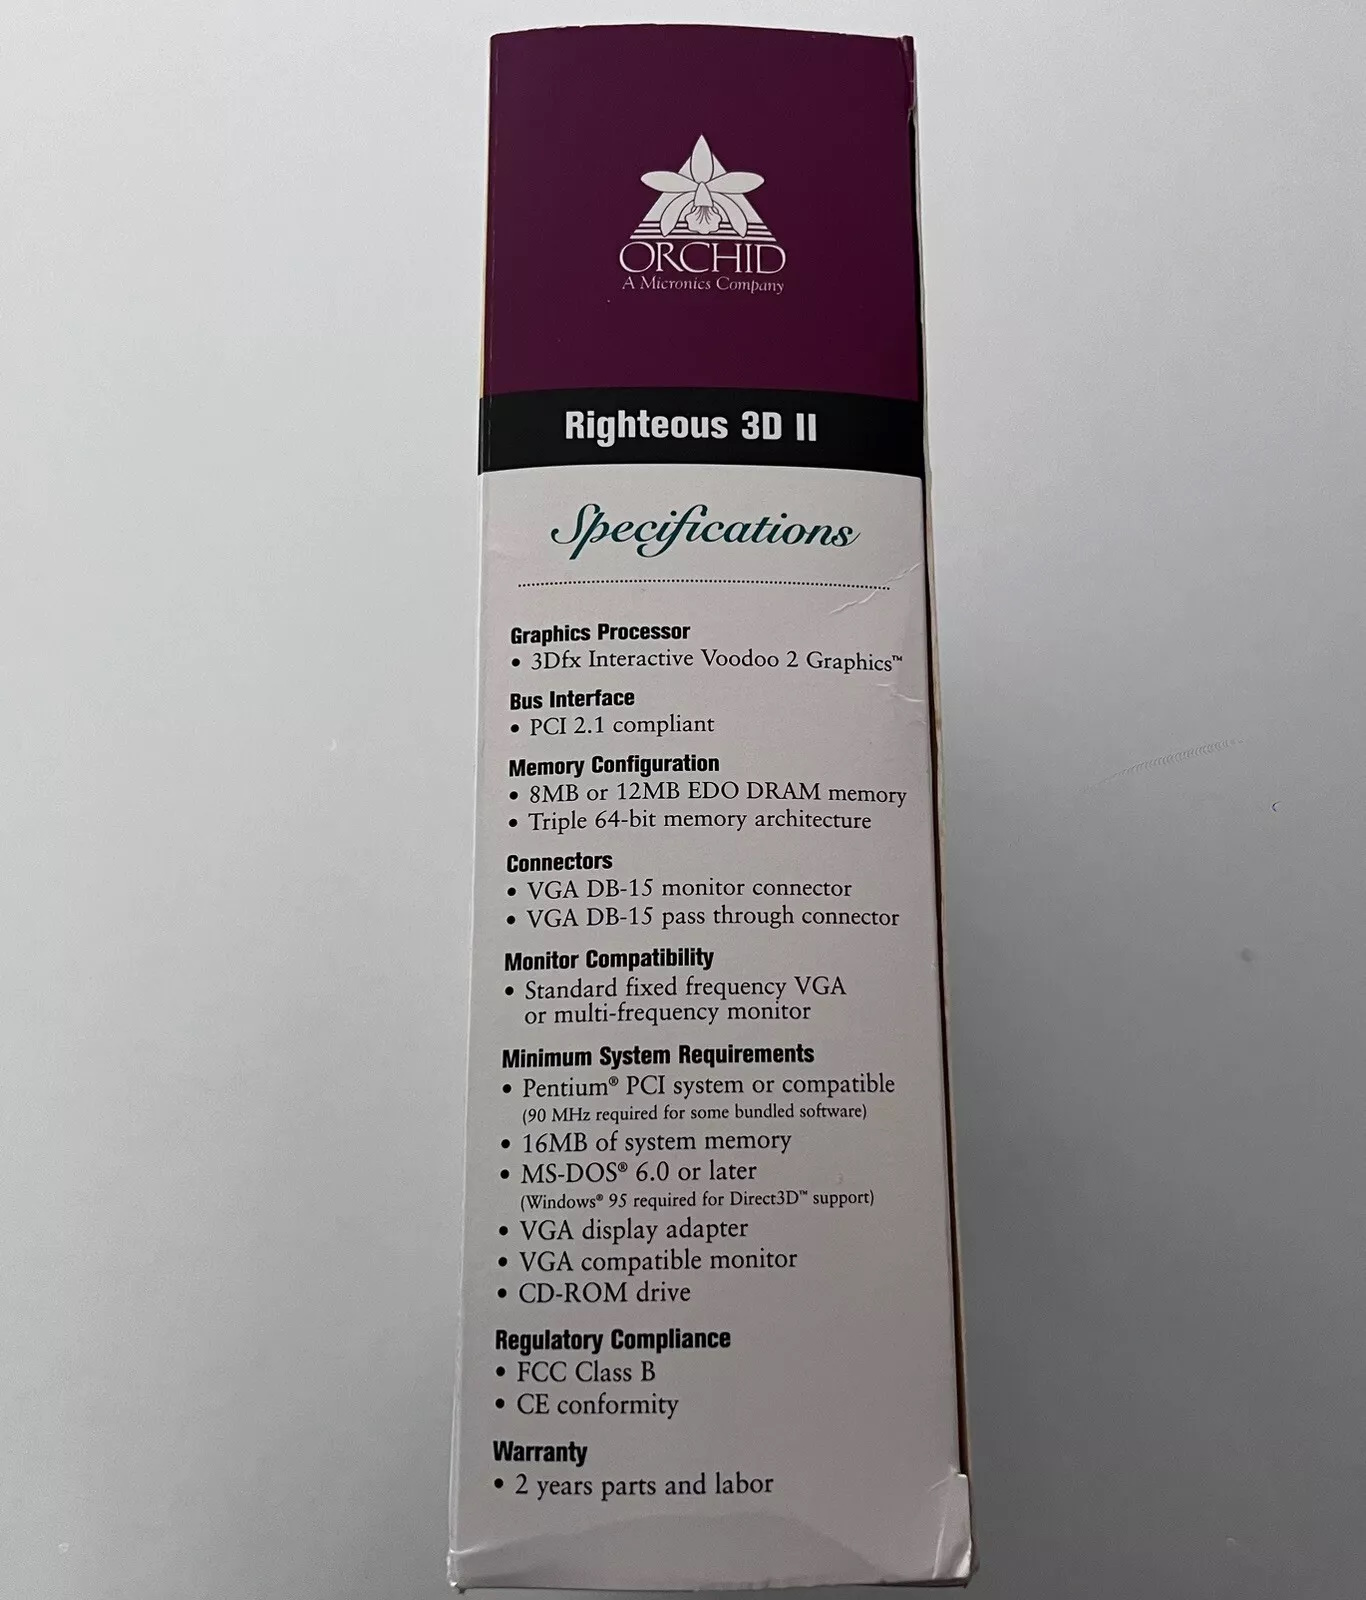 ORCHID
A Micronics Company
Righteous 3D II
Specifications
Graphics Processor
• 3Dfx Interactive Voodoo 2 Graphics™
Bus Interface
• PCI 2.1 compliant
Memory Configuration
• 8MB or 12MB EDO DRAM memory
• Triple 64-bit memory architecture
Connectors
• VGA DB-15 monitor connector
• VGA DB-15 pass through connector
Monitor Compatibility
• Standard fixed frequency VGA
or multi-frequency monitor
Minimum System Requirements
• Pentium® PCI system or compatible
(90 MHz required for some bundled software)
• 16MB of system memory
• MS-DOS® 6.0 or later
(Windows® 95 required for Direct3D™ support)
• VGA display adapter
• VGA compatible monitor
• CD-ROM drive
Regulatory Compliance
• FCC Class B
• CE conformity
Warranty
• 2 years parts and labor